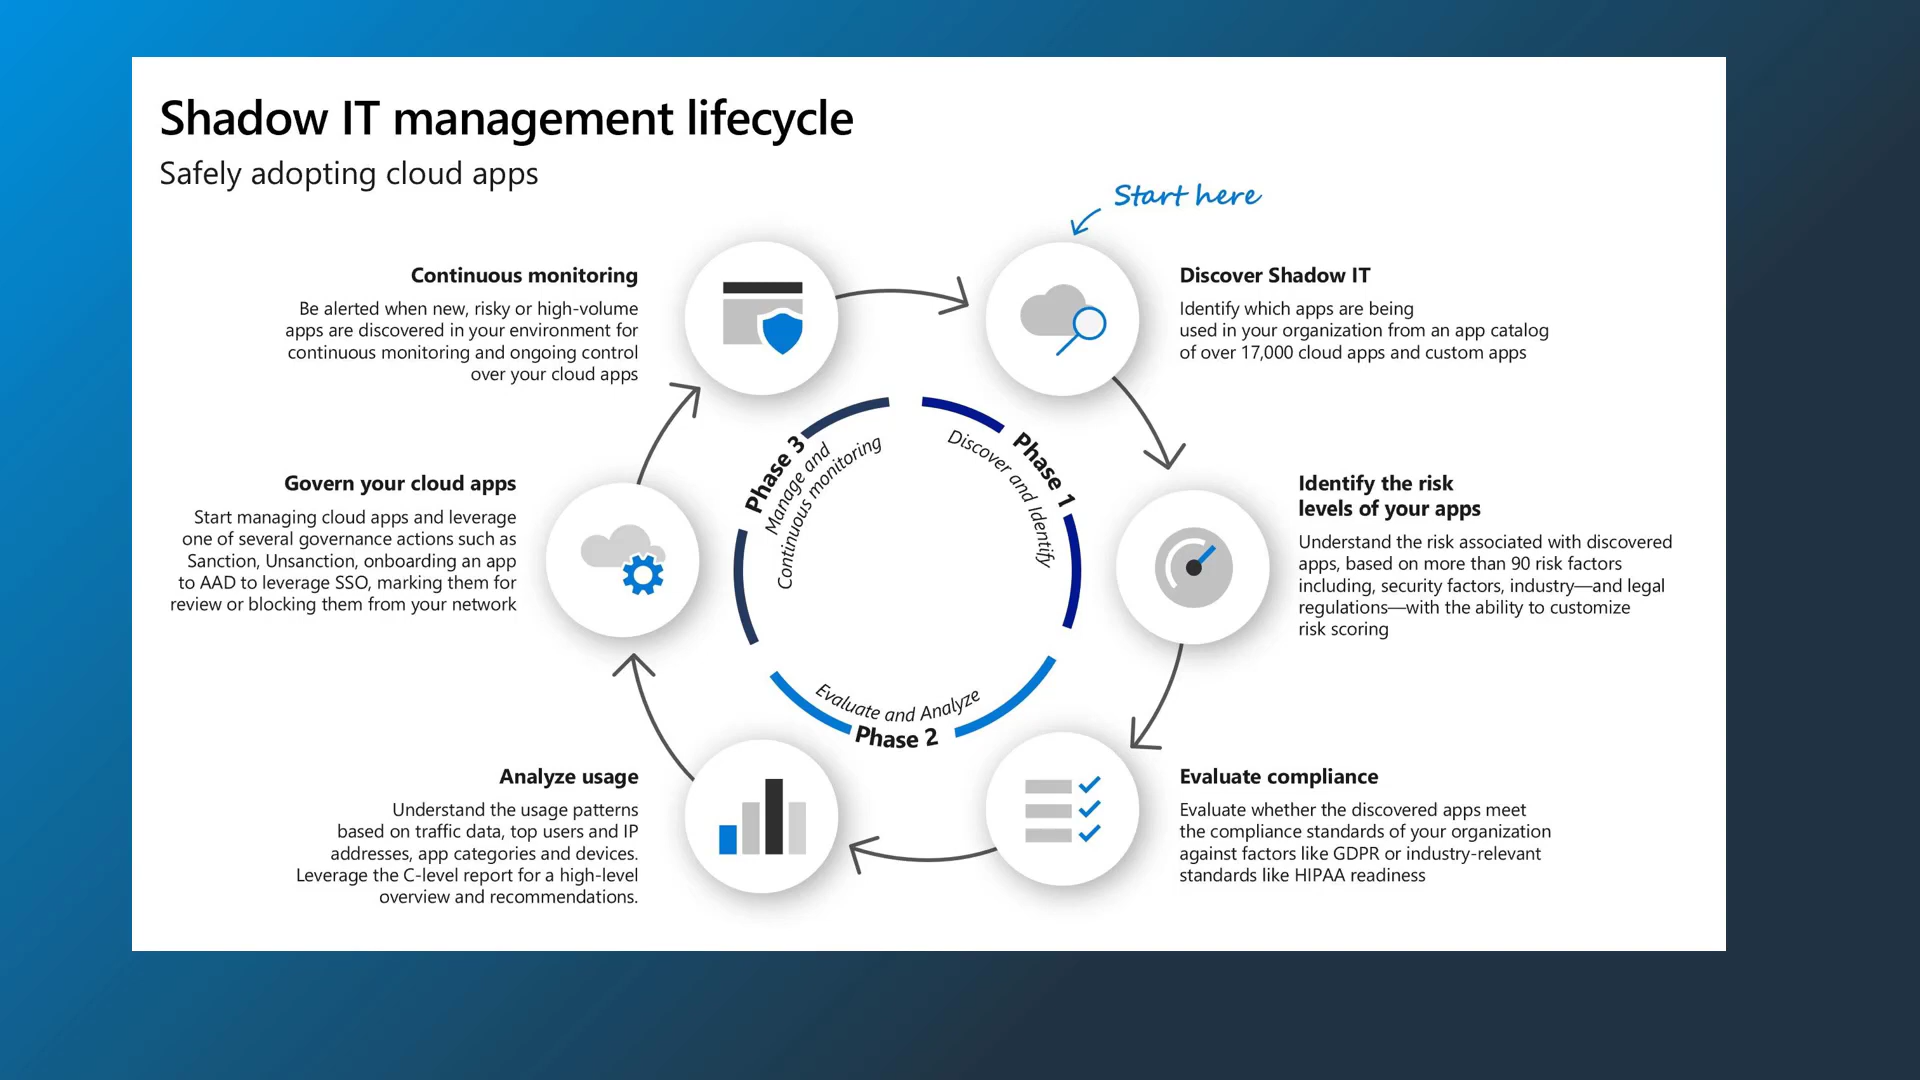 Shadow IT management lifecycle
Safely adopting cloud apps
Start here
Discover Shadow IT
Identify which apps are being
used in your organization from an app catalog
of over 17,000 cloud apps and custom apps
Identify the risk
levels of your apps
Understand the risk associated with discovered
apps, based on more than 90 risk factors
including, security factors, industry—and legal
regulations—with the ability to customize
risk scoring
Evaluate compliance
Evaluate whether the discovered apps meet
the compliance standards of your organization
against factors like GDPR or industry-relevant
standards like HIPAA readiness
Analyze usage
Understand the usage patterns
based on traffic data, top users and IP
addresses, app categories and devices.
Leverage the C-level report for a high-level
overview and recommendations.
Govern your cloud apps
Start managing cloud apps and leverage
one of several governance actions such as
Sanction, Unsanction, onboarding an app
to AAD to leverage SSO, marking them for
review or blocking them from your network
Continuous monitoring
Be alerted when new, risky or high-volume
apps are discovered in your environment for
continuous monitoring and ongoing control
over your cloud apps
Phase 1
Discover and Identify
Evaluate and Analyze
Phase 2
Phase 3
Manage and
Continuous monitoring